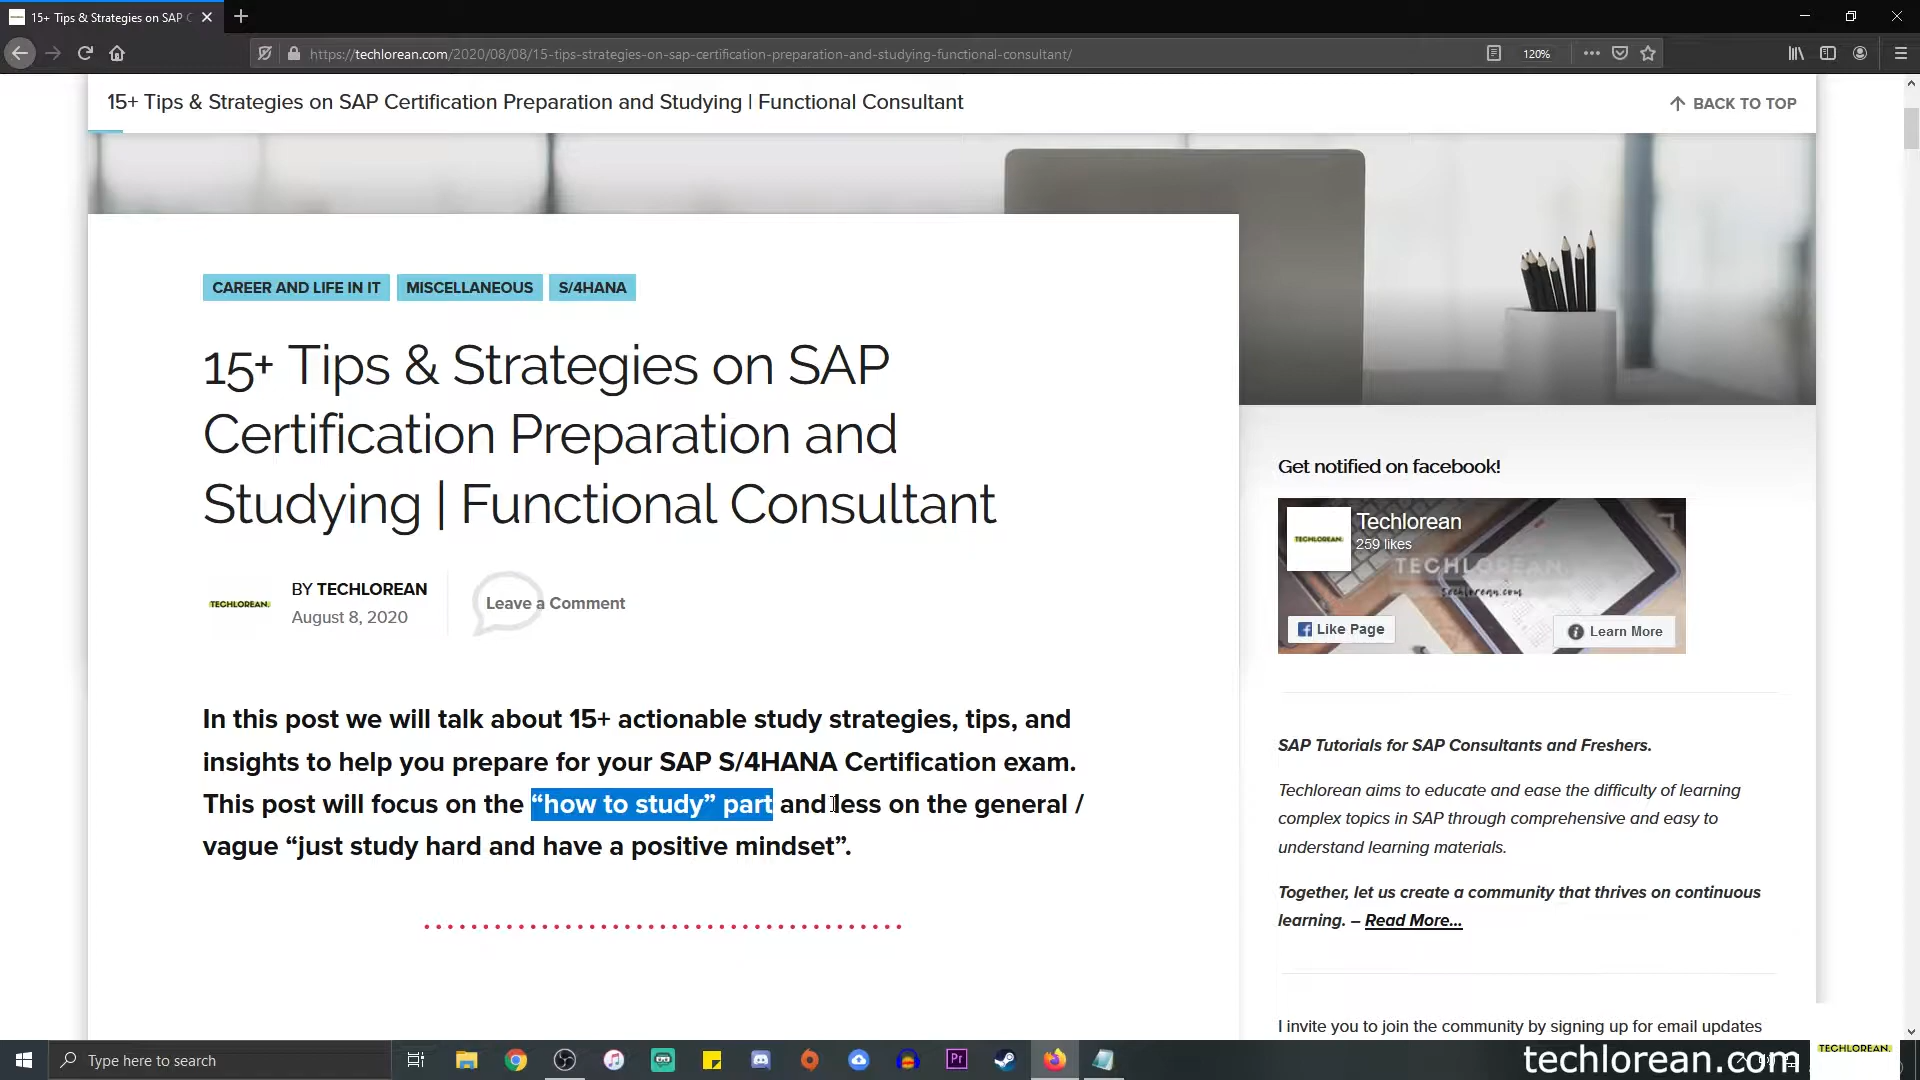 15+ Tips & Strategies on SAP C
https://techlorean.com/2020/08/08/15-tips-strategies-on-sap-certification-preparation-and-studying-functional-consultant/
120%
15+ Tips & Strategies on SAP Certification Preparation and Studying | Functional Consultant
BACK TO TOP
CAREER AND LIFE IN IT
MISCELLANEOUS
S/4HANA
15+ Tips & Strategies on SAP
Certification Preparation and
Studying | Functional Consultant
TECHLOREAN.
BY TECHLOREAN
August 8, 2020
Leave a Comment
In this post we will talk about 15+ actionable study strategies, tips, and
insights to help you prepare for your SAP S/4HANA Certification exam.
This post will focus on the “how to study” part and less on the general /
vague “just study hard and have a positive mindset”.
Get notified on facebook!
TECHLOREAN.
Techlorean
259 likes
TECHLOREAN.
techlorean.com
Like Page
Learn More
SAP Tutorials for SAP Consultants and Freshers.
Techlorean aims to educate and ease the difficulty of learning
complex topics in SAP through comprehensive and easy to
understand learning materials.
Together, let us create a community that thrives on continuous
learning. – Read More...
I invite you to join the community by signing up for email updates
Type here to search
Pr
techlorean.com
TECHLOREAN.